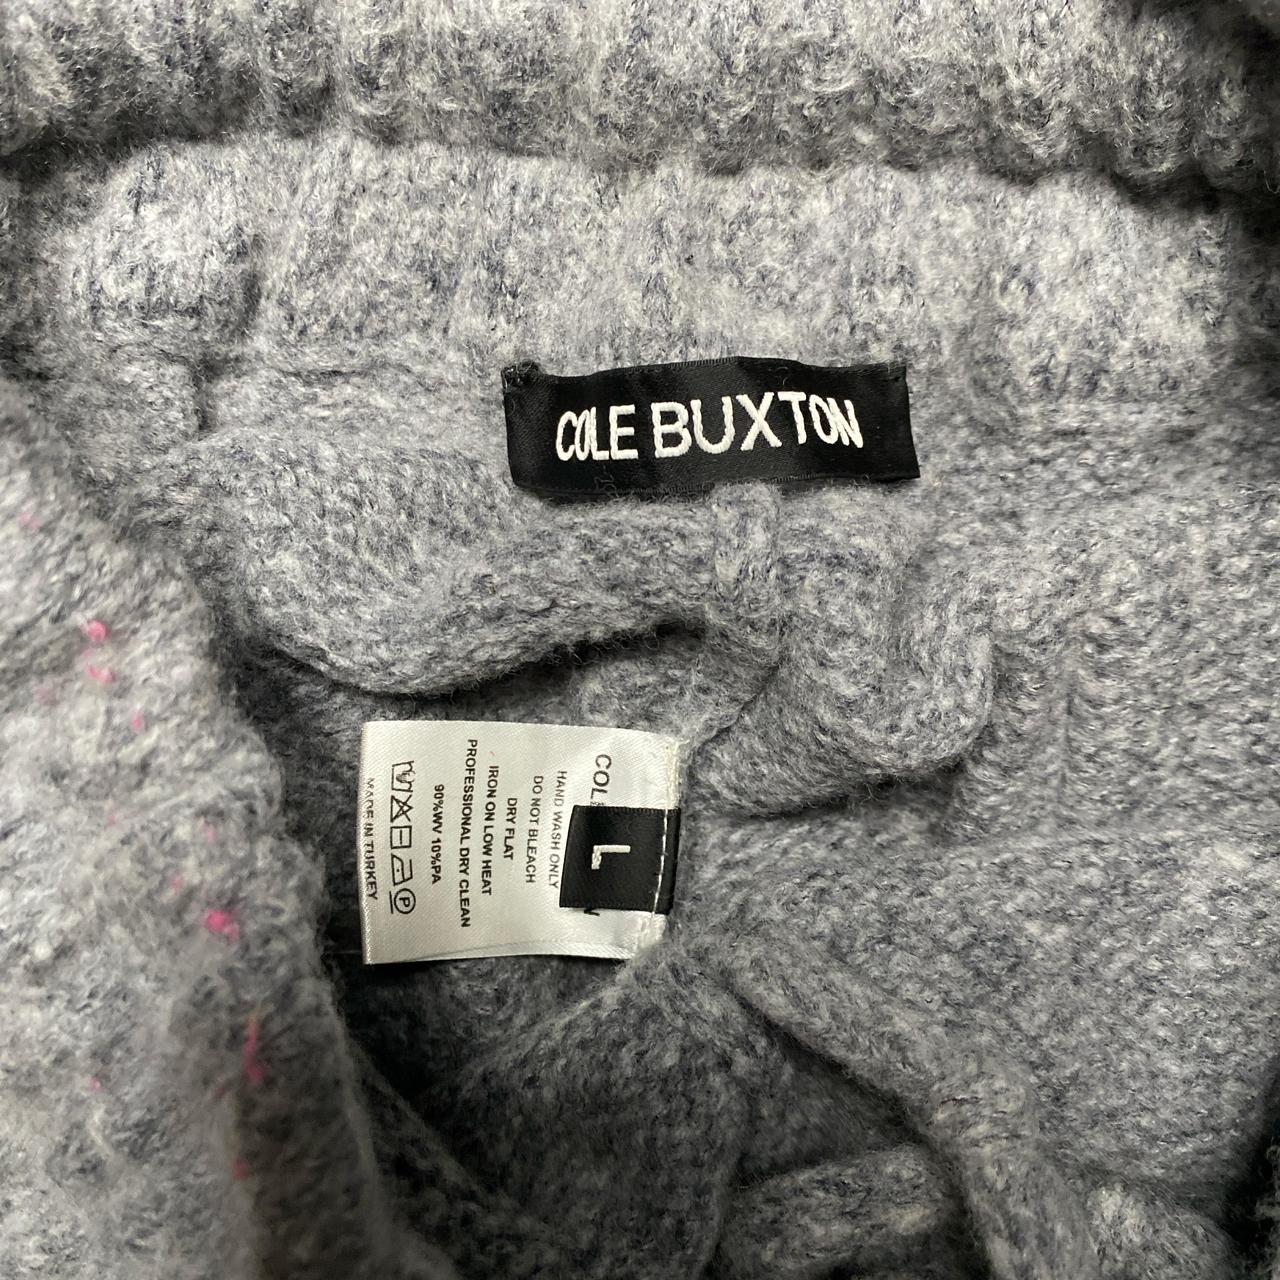 COLE BUXTON
L
HAND WASH ONLY
DO NOT BLEACH
DRY FLAT
IRON ON LOW HEAT
PROFESSIONAL DRY CLEAN
90%WV 10%PA
P
MADE IN TURKEY